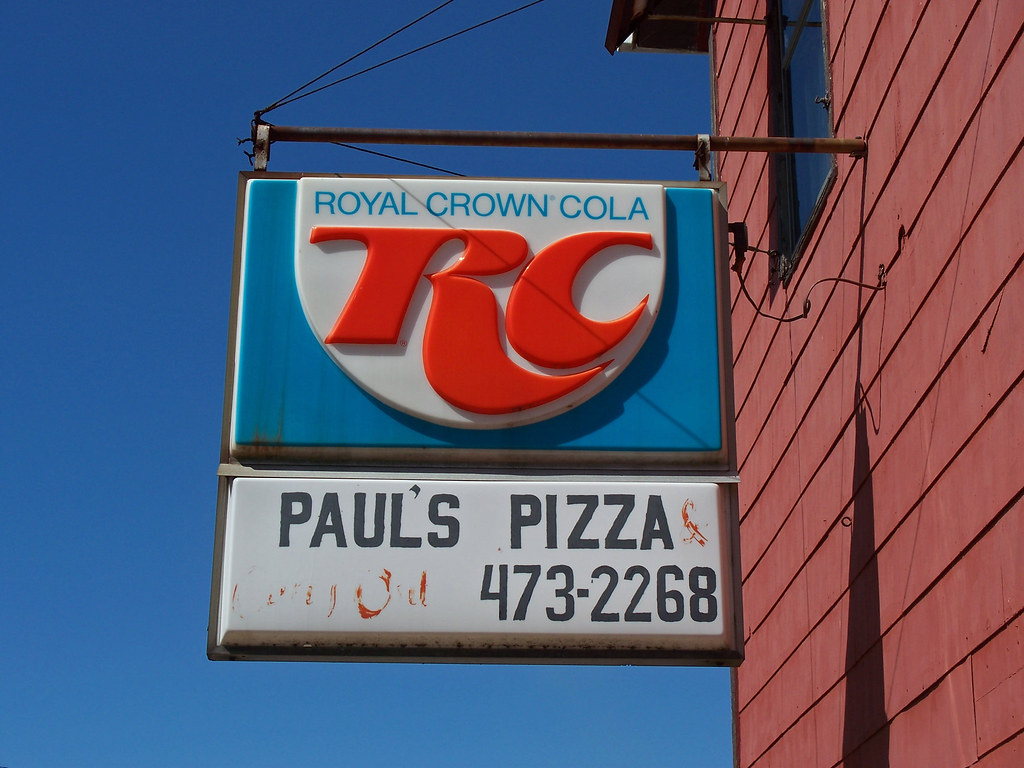 ROYAL CROWN® COLA
RC
PAUL'S PIZZA &
473-2268